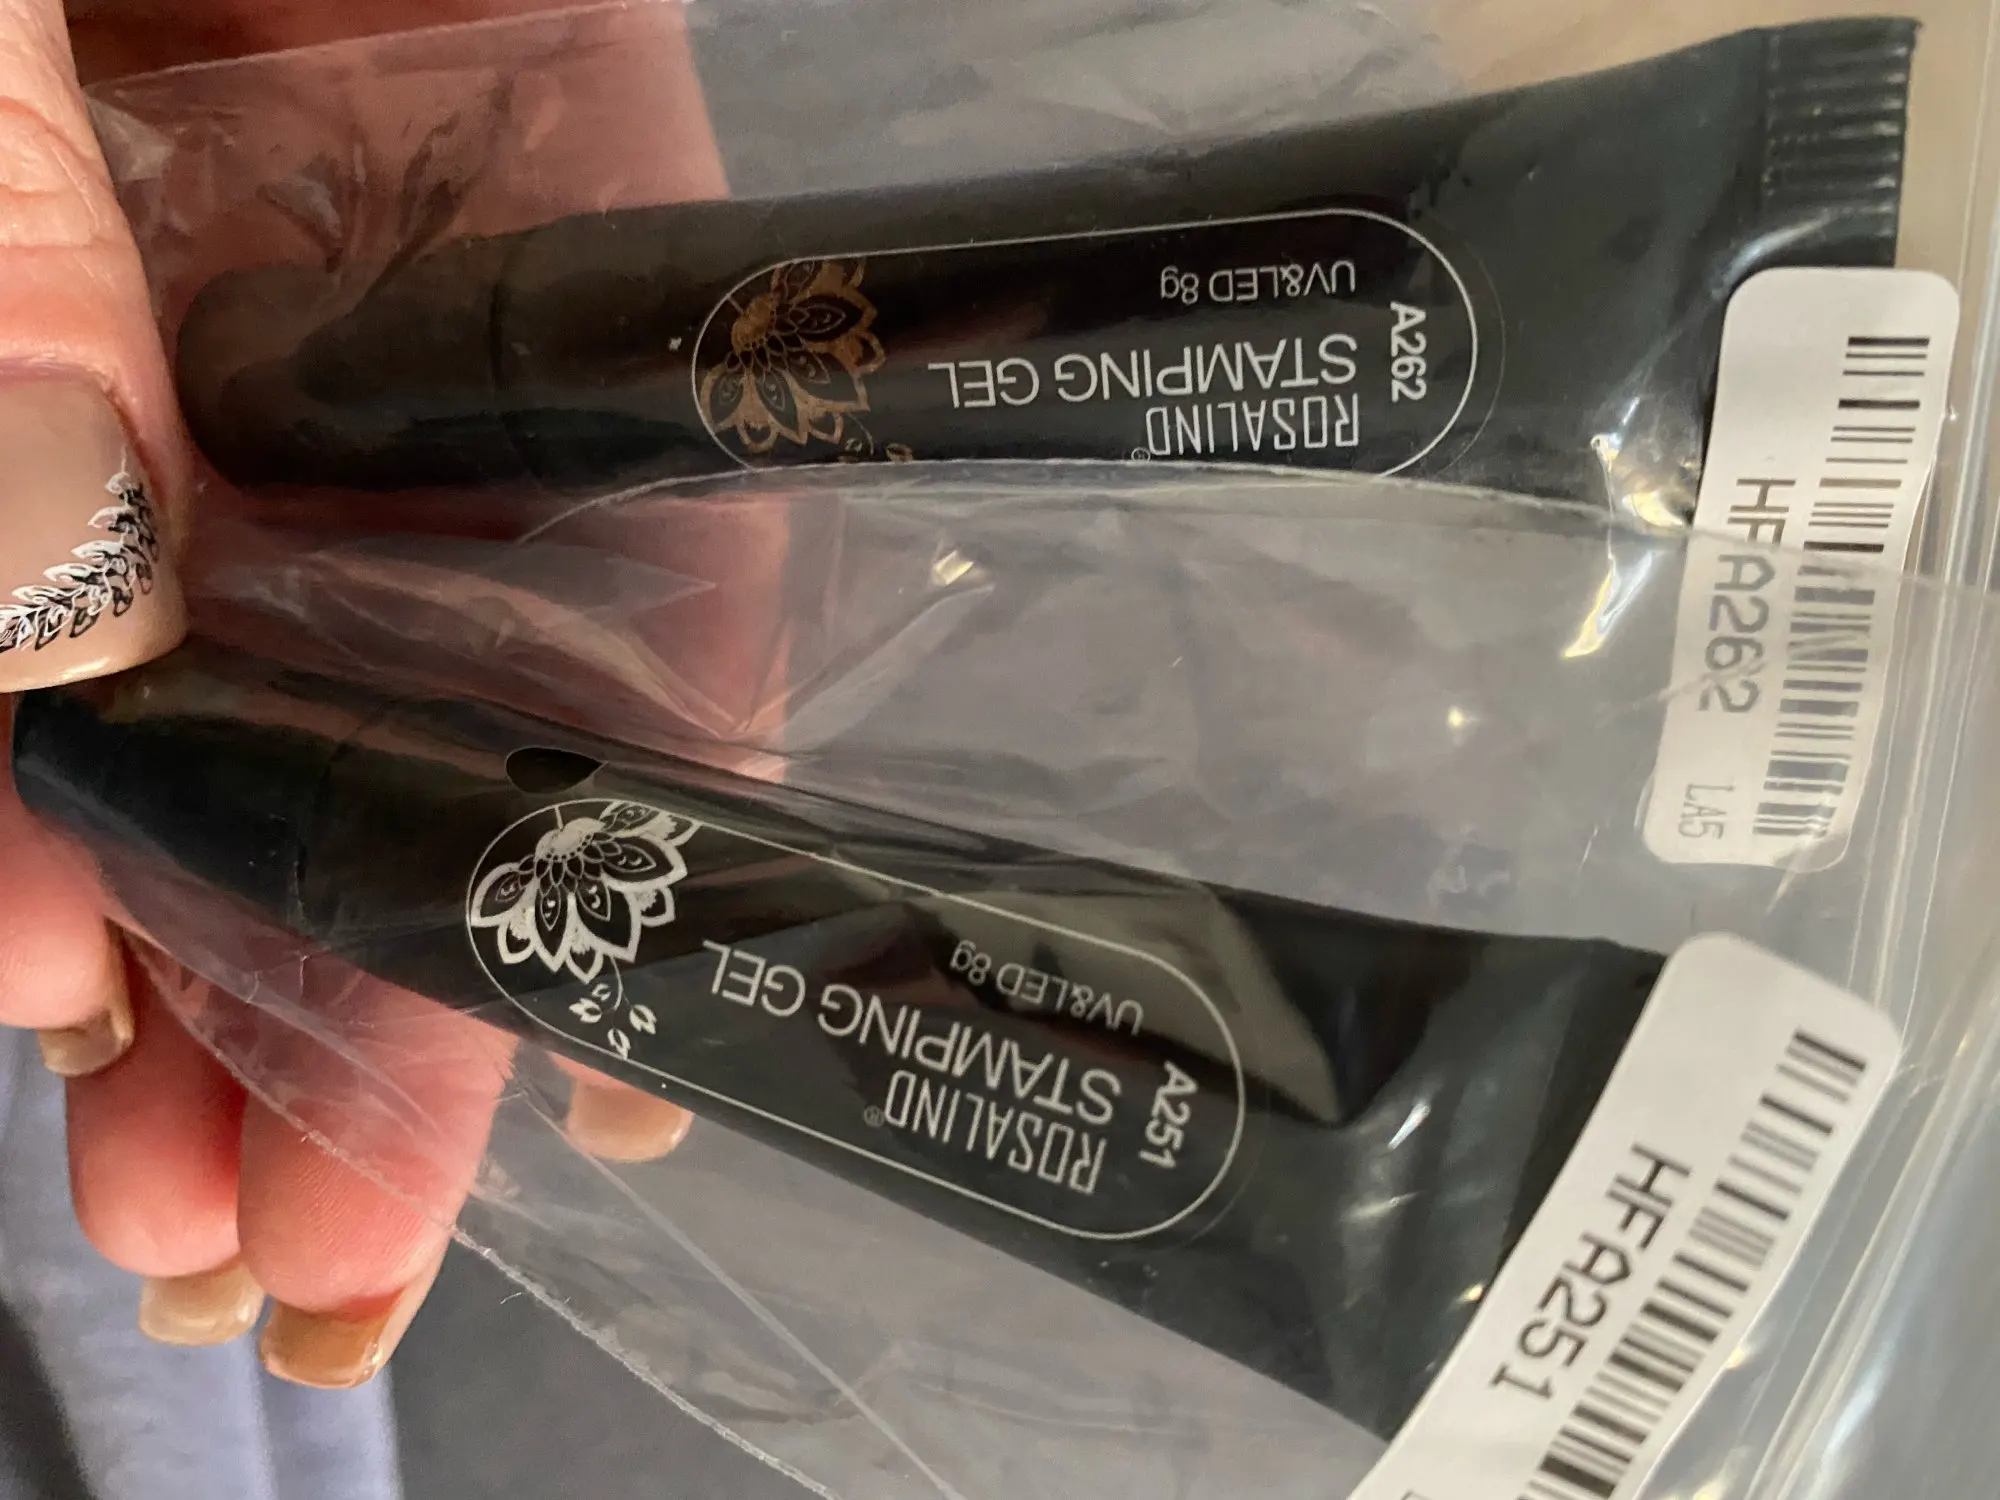 ROSALIND®
STAMPING GEL
UV&LED 8g
A262
HFA262 LA5
ROSALIND®
STAMPING GEL
UV&LED 8g
A251
HFA251